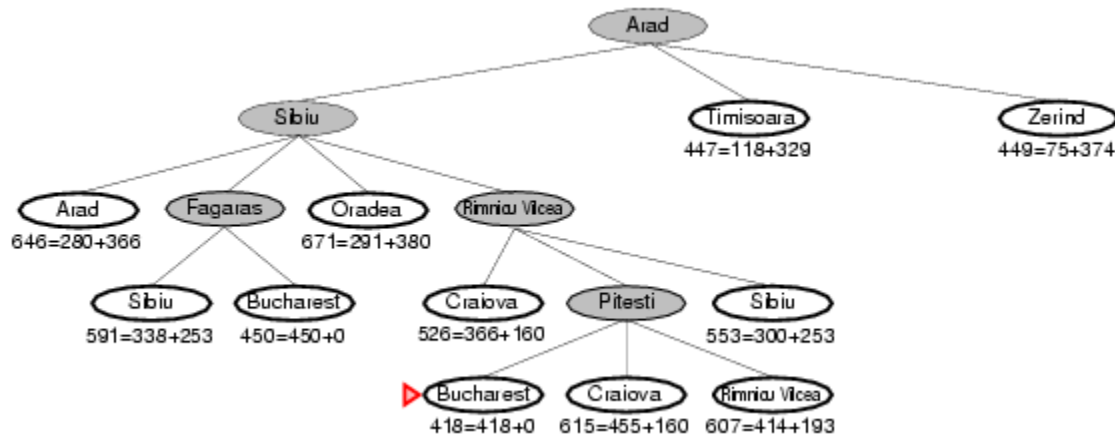 Arad
Sibiu
Timisoara
Zerind
447=118+329
449=75+374
Arad
Fagaras
Oradea
Rimnicu Vilcea
646=280+366
671=291+380
Sibiu
Bucharest
Craiova
Pitesti
Sibiu
591=338+253
450=450+0
526=366+160
553=300+253
Bucharest
Craiova
Rimnicu Vilcea
418=418+0
615=455+160
607=414+193